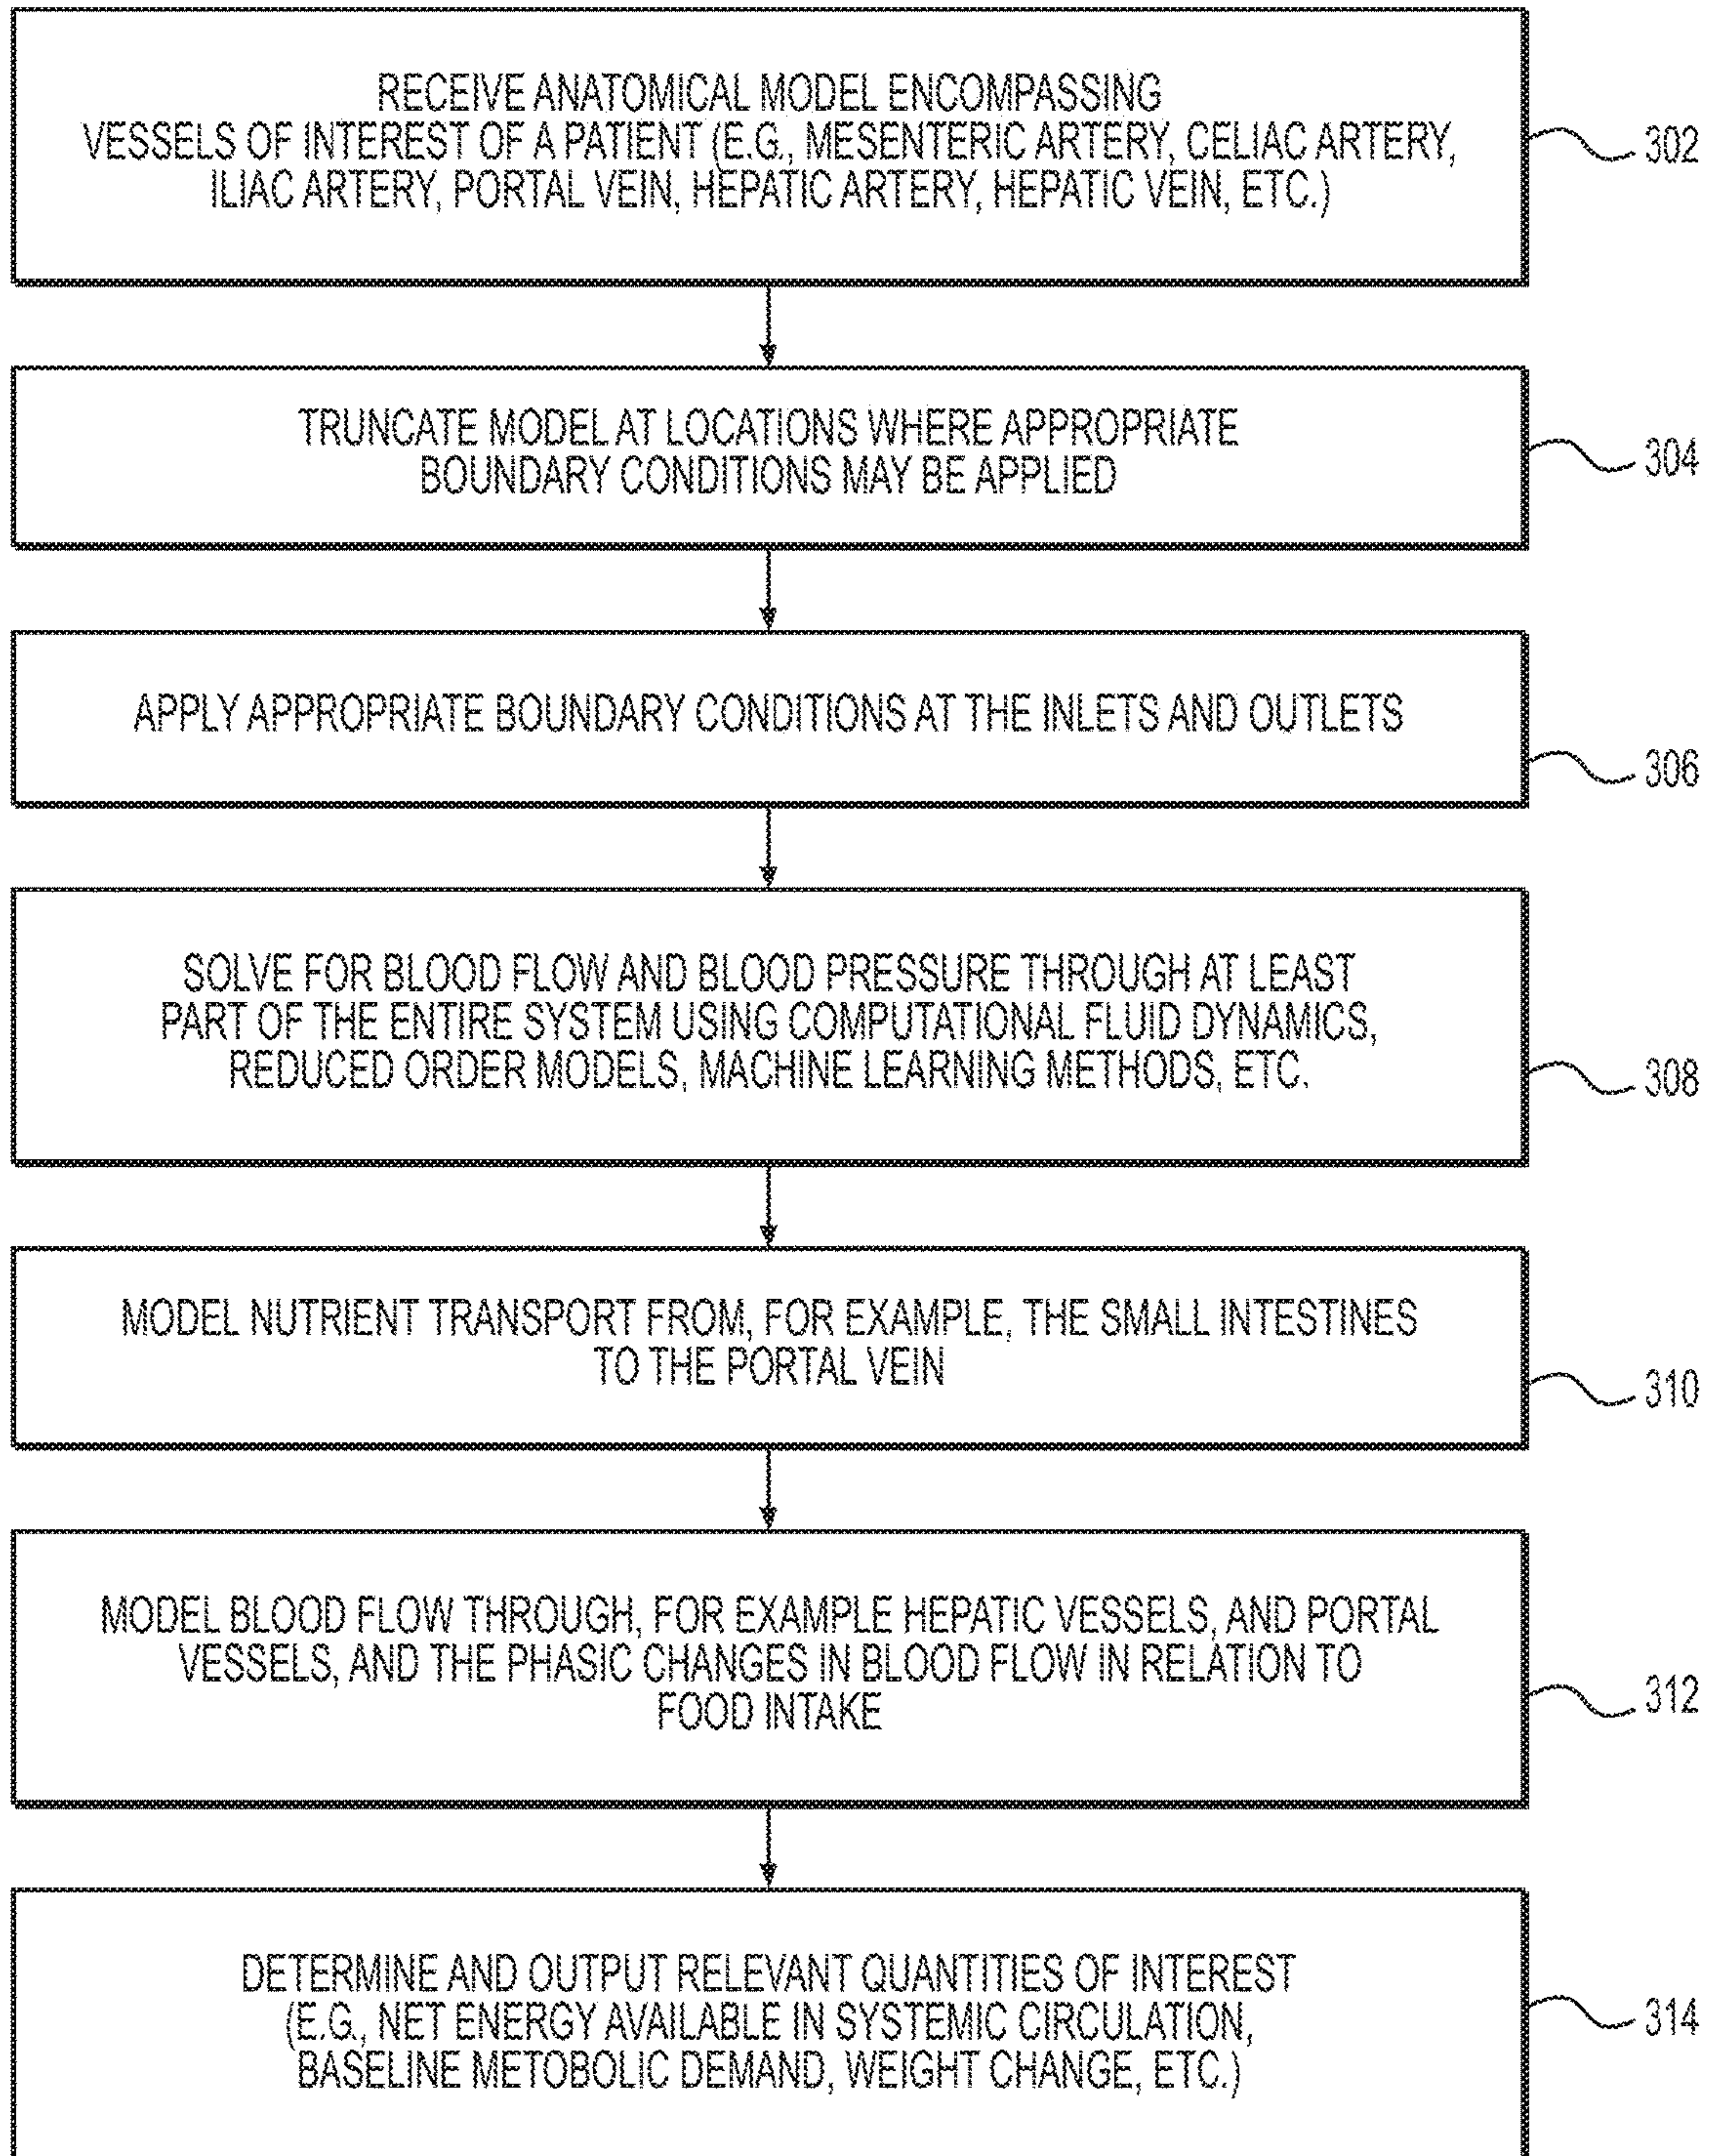 RECEIVE ANATOMICAL MODEL ENCOMPASSING
VESSELS OF INTEREST OF A PATIENT (E.G., MESENTERIC ARTERY, CELIAC ARTERY,
ILIAC ARTERY, PORTAL VEIN, HEPATIC ARTERY, HEPATIC VEIN, ETC.)
302
TRUNCATE MODEL AT LOCATIONS WHERE APPROPRIATE
BOUNDARY CONDITIONS MAY BE APPLIED
304
APPLY APPROPRIATE BOUNDARY CONDITIONS AT THE INLETS AND OUTLETS
306
SOLVE FOR BLOOD FLOW AND BLOOD PRESSURE THROUGH AT LEAST
PART OF THE ENTIRE SYSTEM USING COMPUTATIONAL FLUID DYNAMICS,
REDUCED ORDER MODELS, MACHINE LEARNING METHODS, ETC.
308
MODEL NUTRIENT TRANSPORT FROM, FOR EXAMPLE, THE SMALL INTESTINES
TO THE PORTAL VEIN
310
MODEL BLOOD FLOW THROUGH, FOR EXAMPLE HEPATIC VESSELS, AND PORTAL
VESSELS, AND THE PHASIC CHANGES IN BLOOD FLOW IN RELATION TO
FOOD INTAKE
312
DETERMINE AND OUTPUT RELEVANT QUANTITIES OF INTEREST
(E.G., NET ENERGY AVAILABLE IN SYSTEMIC CIRCULATION,
BASELINE METOBOLIC DEMAND, WEIGHT CHANGE, ETC.)
314